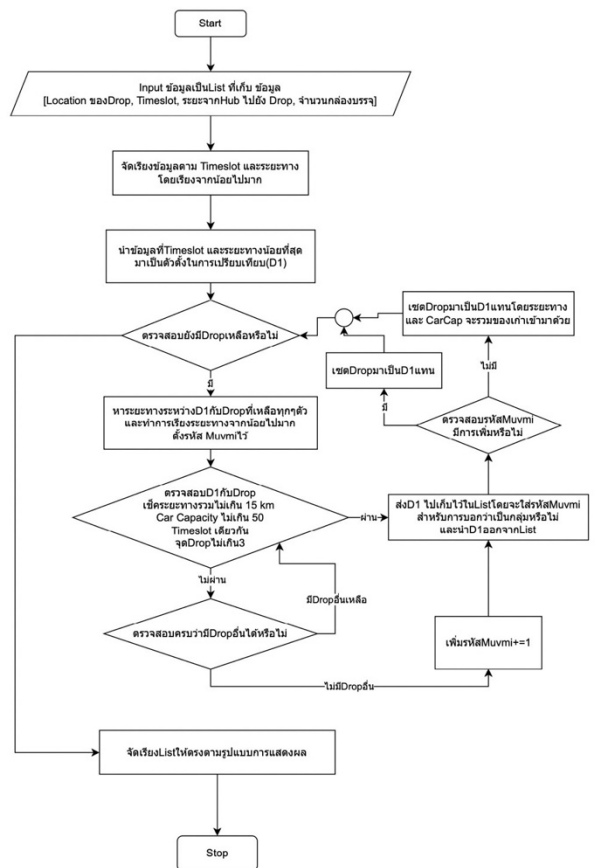 Start
Input ข้อมูลเป็นList ที่เก็บ ข้อมูล
[Location ของDrop, Timeslot, ระยะจากHub ไปยัง Drop, จำนวนกล่องบรรจุ]
จัดเรียงข้อมูลตาม Timeslot และระยะทาง
โดยเรียงจากน้อยไปมาก
นำข้อมูลที่Timeslot และระยะทางน้อยที่สุด
มาเป็นตัวตั้งในการเปรียบเทียบ(D1)
เซตDropมาเป็นD1แทนโดยระยะทาง
และ CarCap จะรวมของเก่าเข้ามาด้วย
ตรวจสอบยังมีDropเหลือหรือไม่
เซตDropมาเป็นD1แทน
ไม่มี
มี
มี
หาระยะทางระหว่างD1กับDropที่เหลือทุกๆตัว
และทำการเรียงระยะทางจากน้อยไปมาก
ตั้งรหัส Muvmiไว้
ตรวจสอบรหัสMuvmi
มีการเพิ่มหรือไม่
ตรวจสอบD1กับDrop
เช็คระยะทางรวมไม่เกิน 15 km
Car Capacity ไม่เกิน 50
Timeslot เดียวกัน
จุดDropไม่เกิน3
ผ่าน
ส่งD1 ไปเก็บไว้ในListโดยจะใส่รหัสMuvmi
สำหรับการบอกว่าเป็นกลุ่มหรือไม่
และนำD1ออกจากList
ไม่ผ่าน
มีDropอื่นเหลือ
ตรวจสอบครบว่ามีDropอื่นได้หรือไม่
เพิ่มรหัสMuvmi+=1
ไม่มีDropอื่น
จัดเรียงListให้ตรงตามรูปแบบการแสดงผล
Stop